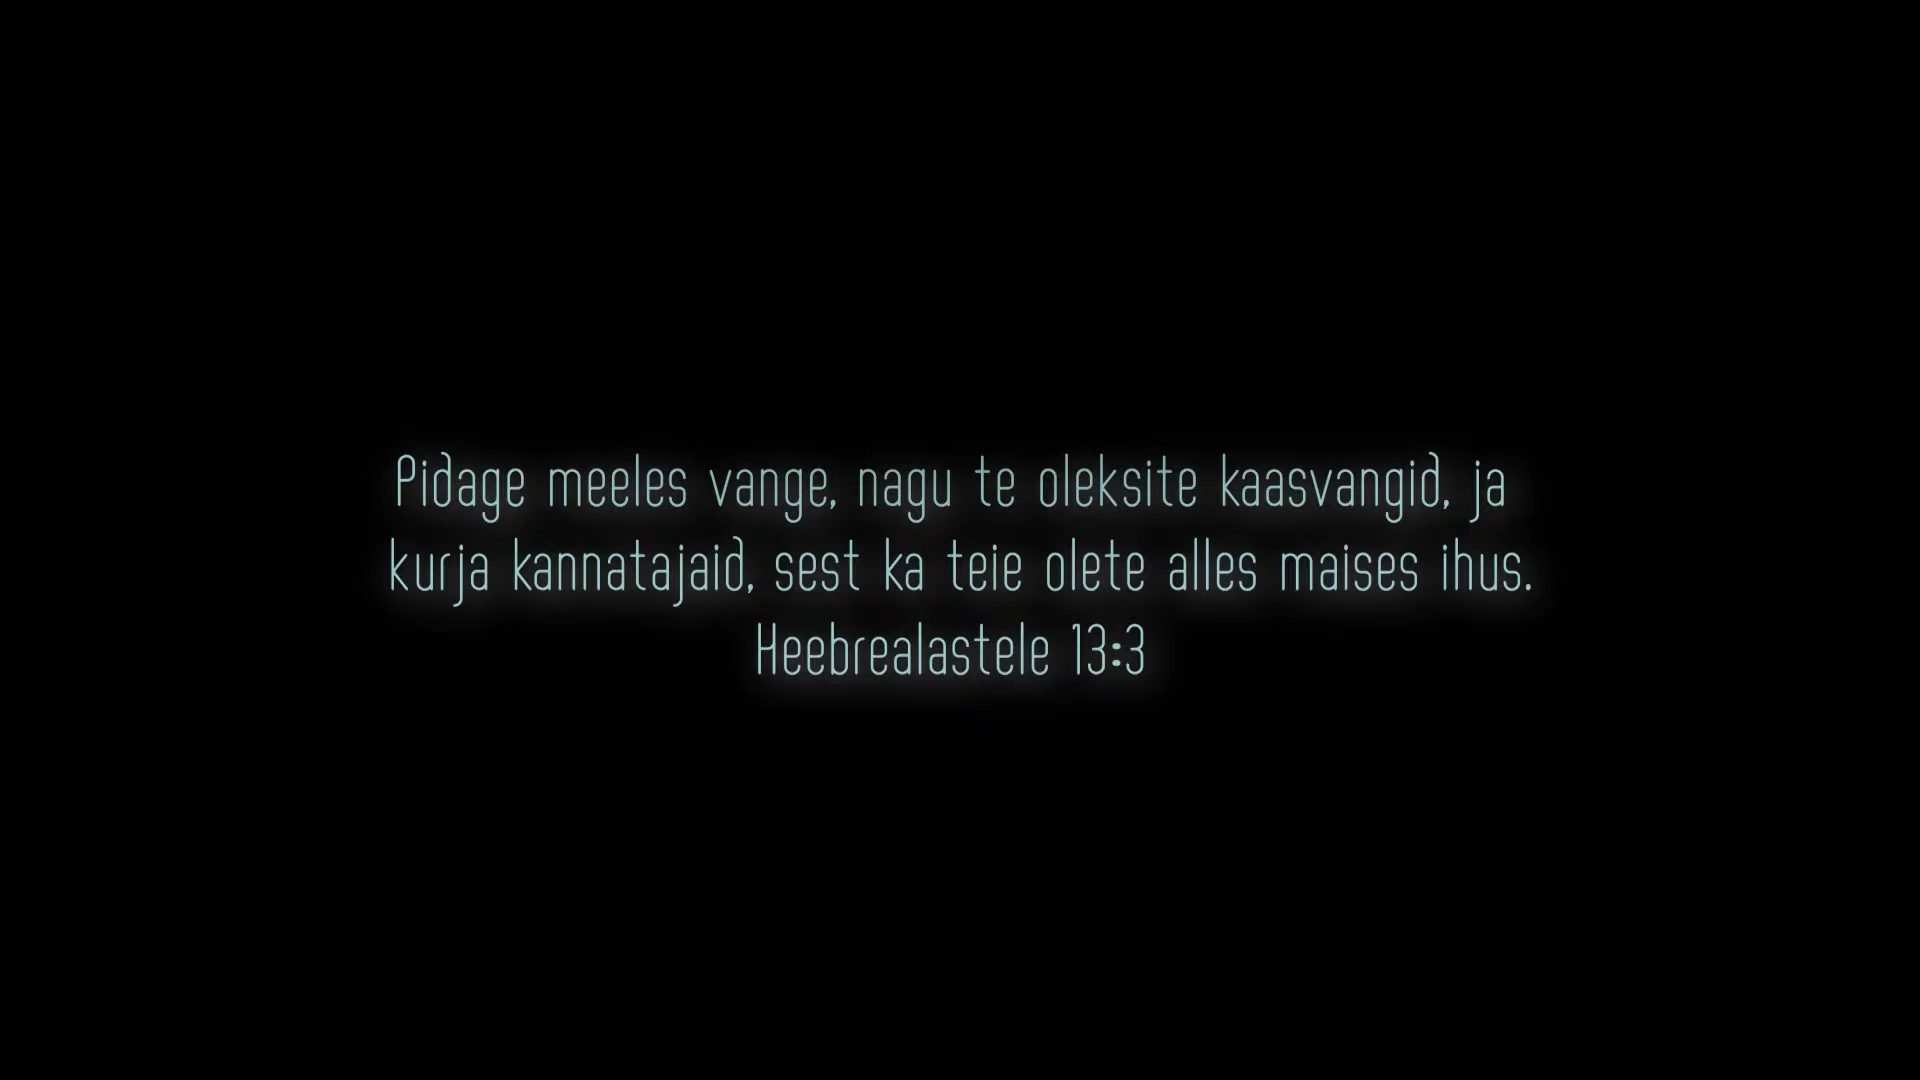 Pidage meeles vange, nagu te oleksite kaasvangid, ja
kurja kannatajaid, sest ka teie olete alles maises ihus.
Heebrealastele 13:3